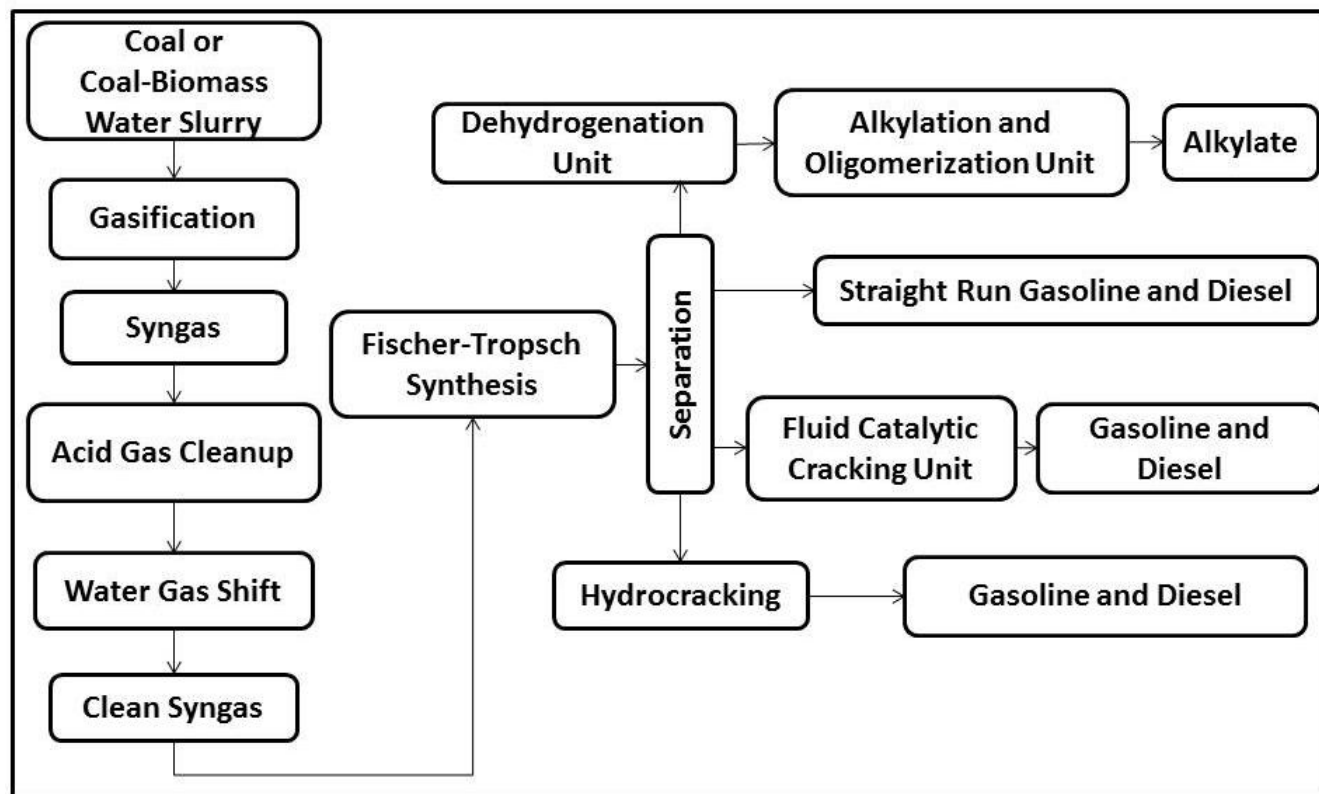 Coal or
Coal-Biomass
Water Slurry
Gasification
Syngas
Acid Gas Cleanup
Water Gas Shift
Clean Syngas
Fischer-Tropsch
Synthesis
Separation
Dehydrogenation
Unit
Alkylation and
Oligomerization Unit
Alkylate
Straight Run Gasoline and Diesel
Fluid Catalytic
Cracking Unit
Gasoline and
Diesel
Hydrocracking
Gasoline and Diesel